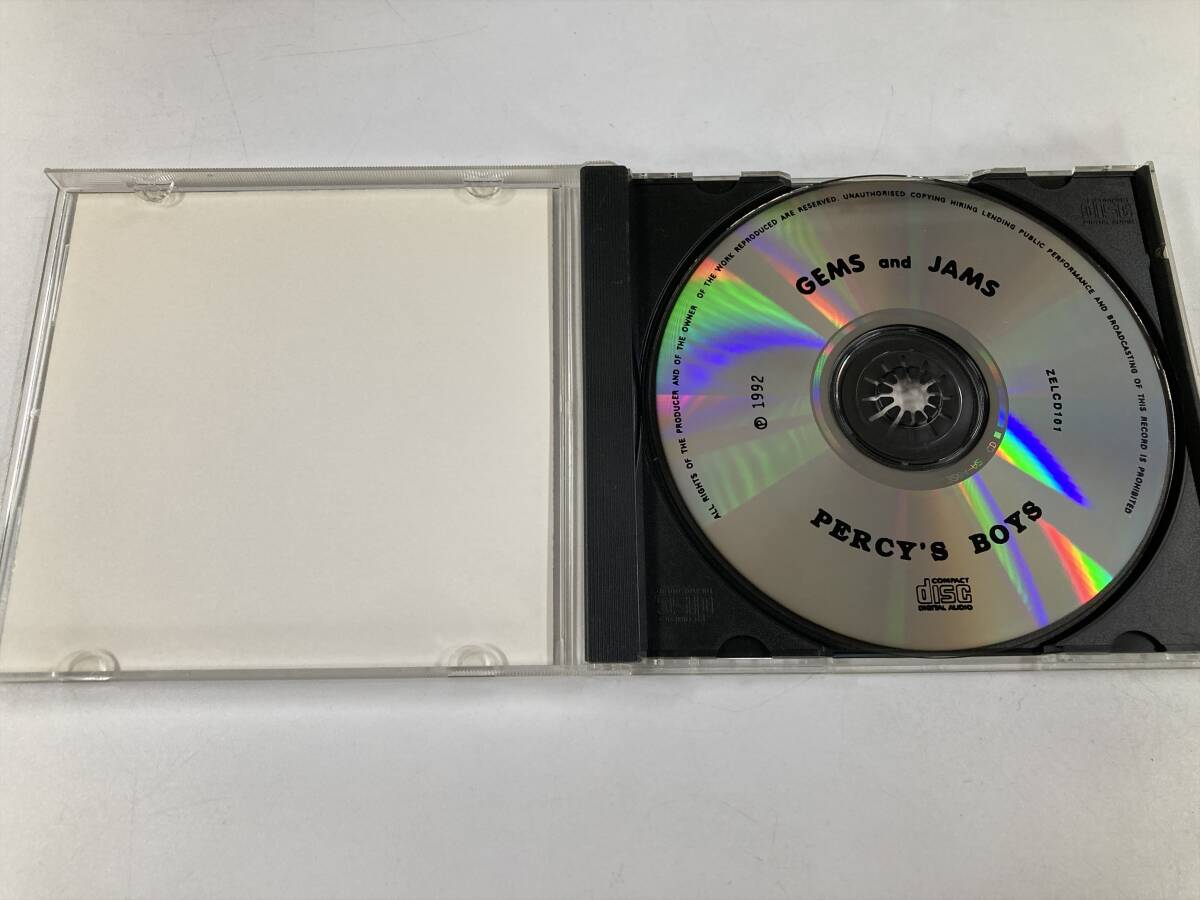 ALL RIGHTS OF THE PRODUCER AND OF THE OWNER OF THE WORK REPRODUCED ARE RESERVED. UNAUTHORISED COPYING HIRING LENDING PUBLIC PERFORMANCE AND BROADCASTING OF THIS RECORD IS PROHIBITED
GEMS and JAMS
℗ 1992
ZELCD101
PERCY'S BOYS
COMPACT
disc
DIGITAL AUDIO